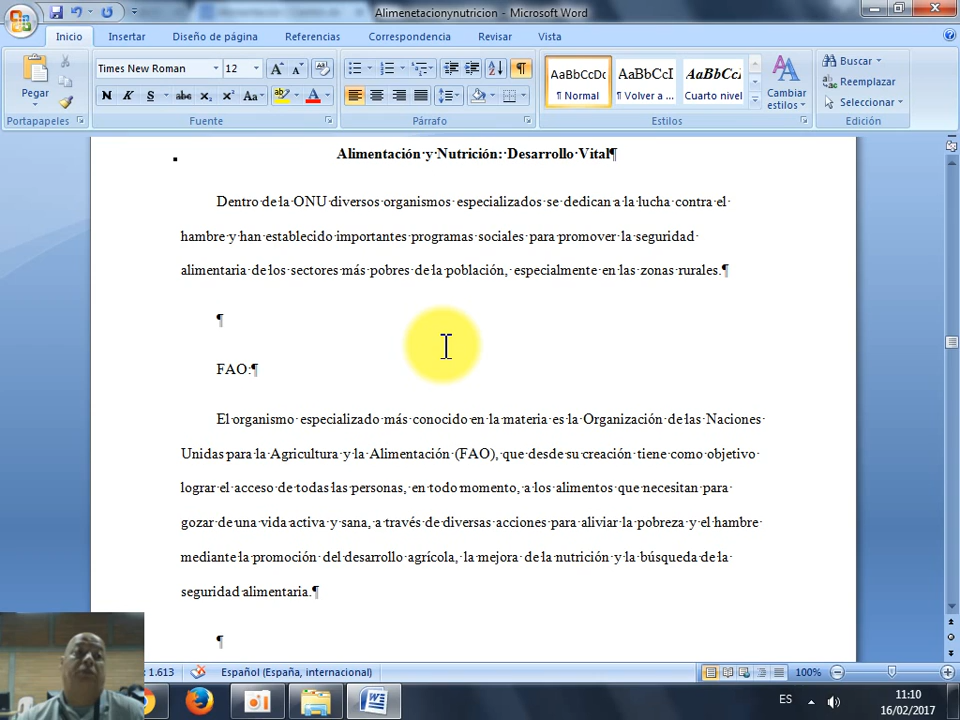 Alimenetacionynutricion - Microsoft Word
Inicio Insertar Diseño de página Referencias Correspondencia Revisar Vista
Pegar
Times New Roman 12
N K S abc x₂ x² Aa
AaBbCcDc AaBbCcI AaBbCcI
¶ Normal ¶ Volver a ... Cuarto nivel
Cambiar estilos
Buscar
Reemplazar
Seleccionar
Portapapeles Fuente Párrafo Estilos Edición
Alimentación y Nutrición: Desarrollo Vital¶
Dentro de la ONU diversos organismos especializados se dedican a la lucha contra el
hambre y han establecido importantes programas sociales para promover la seguridad
alimentaria de los sectores más pobres de la población, especialmente en las zonas rurales.¶
¶
FAO:¶
El organismo especializado más conocido en la materia es la Organización de las Naciones
Unidas para la Agricultura y la Alimentación (FAO), que desde su creación tiene como objetivo
lograr el acceso de todas las personas, en todo momento, a los alimentos que necesitan para
gozar de una vida activa y sana, a través de diversas acciones para aliviar la pobreza y el hambre
mediante la promoción del desarrollo agrícola, la mejora de la nutrición y la búsqueda de la
seguridad alimentaria.¶
¶
: 1.613 Español (España, internacional) 100%
ES 11:10
16/02/2017